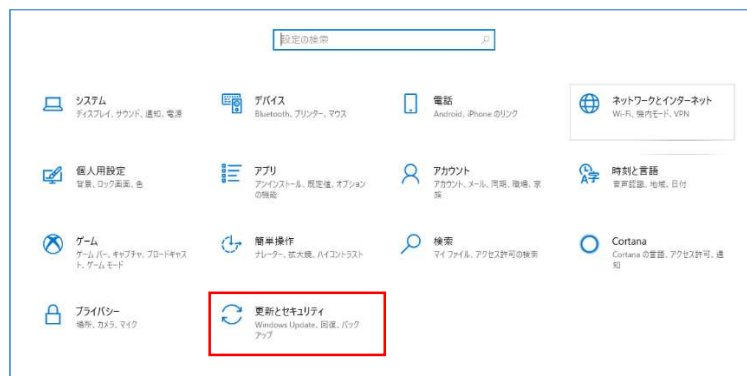 設定の検索
システム
ディスプレイ、サウンド、通知、電源
デバイス
Bluetooth、プリンター、マウス
電話
Android、iPhone のリンク
ネットワークとインターネット
Wi-Fi、機内モード、VPN
個人用設定
背景、ロック画面、色
アプリ
アンインストール、既定値、オプション
の機能
アカウント
アカウント、メール、同期、職場、家
族
時刻と言語
音声認識、地域、日付
ゲーム
ゲーム バー、キャプチャ、ブロードキャス
ト、ゲーム モード
簡単操作
ナレーター、拡大鏡、ハイコントラスト
検索
マイ ファイル、アクセス許可の検索
Cortana
Cortana の言語、アクセス許可、通
知
プライバシー
場所、カメラ、マイク
更新とセキュリティ
Windows Update、回復、バック
アップ